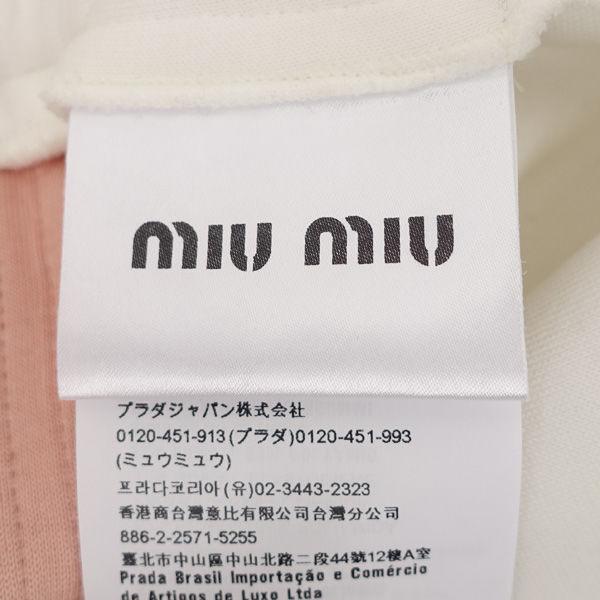 miu miu
プラダジャパン株式会社
0120-451-913(プラダ)0120-451-993
(ミュウミュウ)
프라다코리아(유)02-3443-2323
香港商台灣意比有限公司台灣分公司
886-2-2571-5255
臺北市中山區中山北路二段44號12樓A室
Prada Brasil Importação e Comércio
de Artigos de Luxo Ltda